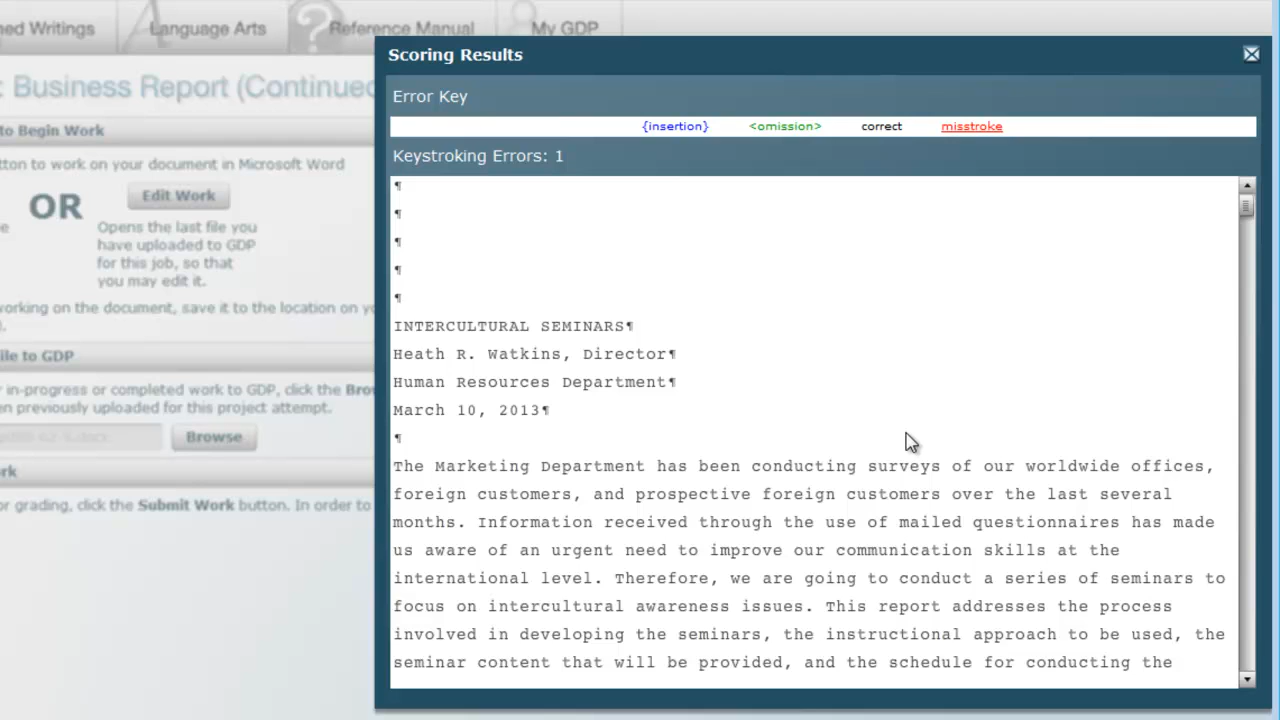 ned Writings Language Arts Reference Manual My GDP
: Business Report (Continued
to Begin Work
tton to work on your document in Microsoft Word
OR
Edit Work
e
Opens the last file you
have uploaded to GDP
for this job, so that
you may edit it.
working on the document, save it to the location on yo
ile to GDP
r in-progress or completed work to GDP, click the Brow
en previously uploaded for this project attempt.
Browse
rk
or grading, click the Submit Work button. In order to
Scoring Results
Error Key
{insertion} <omission> correct misstroke
Keystroking Errors: 1
¶
¶
¶
¶
¶
INTERCULTURAL SEMINARS¶
Heath R. Watkins, Director¶
Human Resources Department¶
March 10, 2013¶
¶
The Marketing Department has been conducting surveys of our worldwide offices,
foreign customers, and prospective foreign customers over the last several
months. Information received through the use of mailed questionnaires has made
us aware of an urgent need to improve our communication skills at the
international level. Therefore, we are going to conduct a series of seminars to
focus on intercultural awareness issues. This report addresses the process
involved in developing the seminars, the instructional approach to be used, the
seminar content that will be provided, and the schedule for conducting the